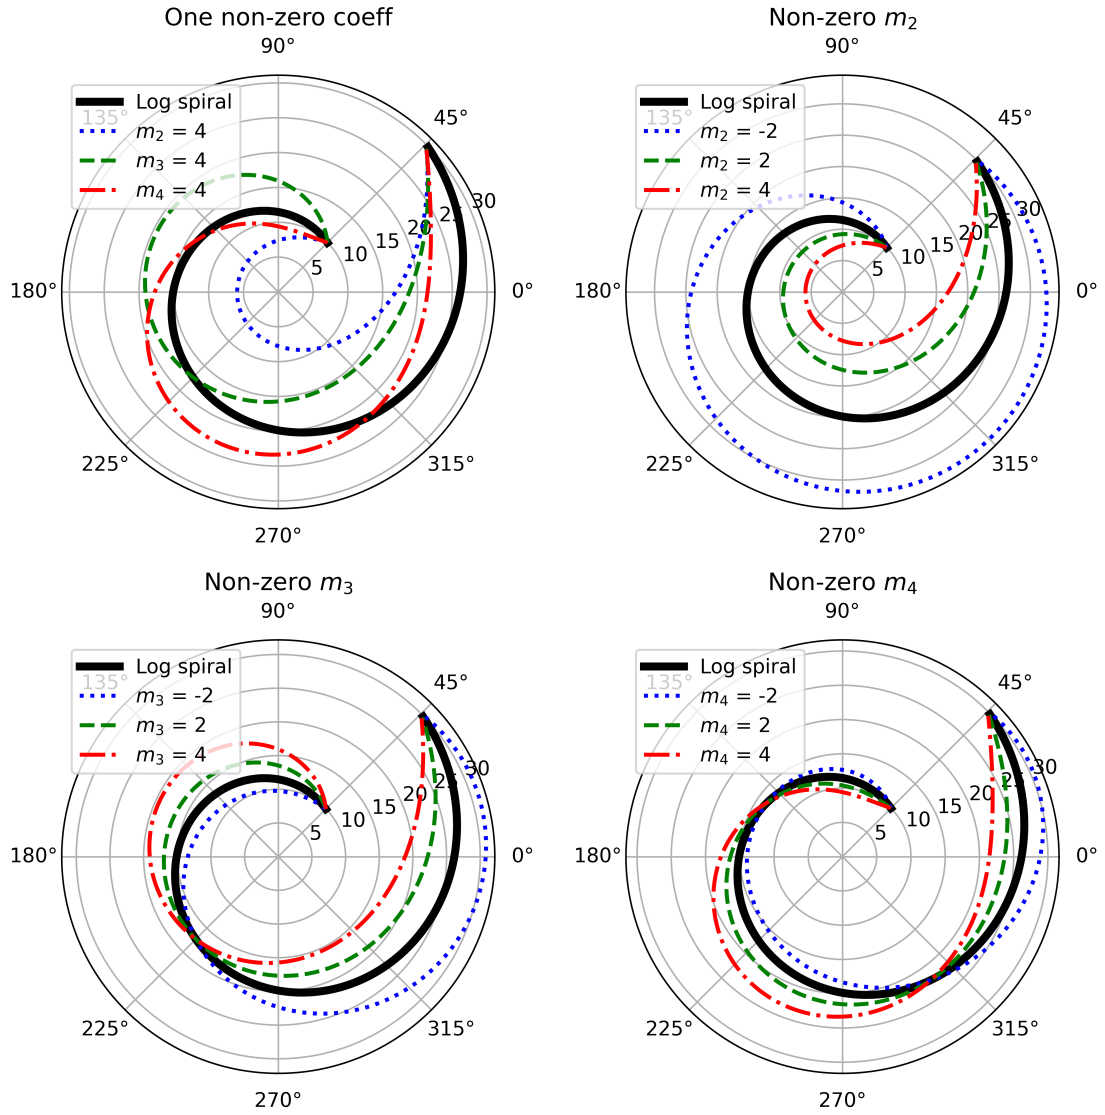 One non-zero coeff
90°
Log spiral
135°
m₂ = 4
m₃ = 4
m₄ = 4
45°
5
10
15
20
25
30
180°
0°
225°
315°
270°
Non-zero m₂
90°
Log spiral
135°
m₂ = -2
m₂ = 2
m₂ = 4
45°
5
10
15
20
25
30
180°
0°
225°
315°
270°
Non-zero m₃
90°
Log spiral
135°
m₃ = -2
m₃ = 2
m₃ = 4
45°
5
10
15
20
25
30
180°
0°
225°
315°
270°
Non-zero m₄
90°
Log spiral
135°
m₄ = -2
m₄ = 2
m₄ = 4
45°
5
10
15
20
25
30
180°
0°
225°
315°
270°